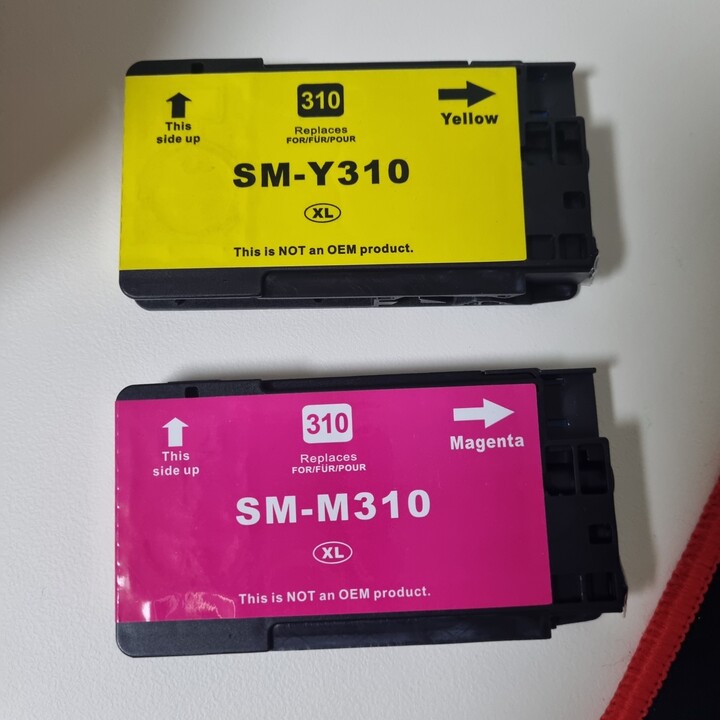 This
side up
310
Replaces
FOR/FÜR/POUR
Yellow
SM-Y310
XL
This is NOT an OEM product.
This
side up
310
Replaces
FOR/FÜR/POUR
Magenta
SM-M310
XL
This is NOT an OEM product.